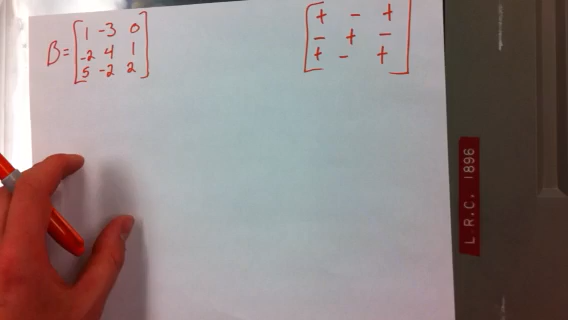 B = [1 -3 0
-2 4 1
5 -2 2]
[+ - +
- + -
+ - +]
L.R.C. 1896